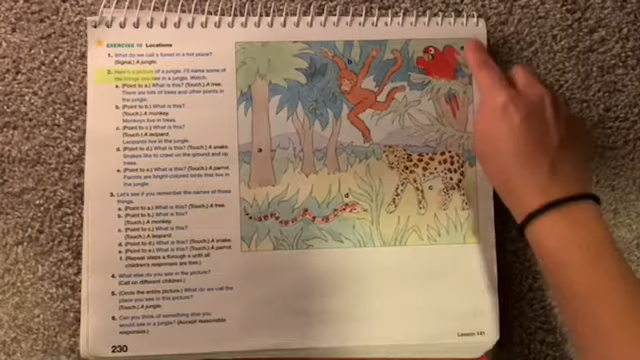 EXERCISE 10 Locations
1. What do we call a forest in a hot place?
(Signal.) A jungle.
2. Here's a picture of a jungle. I'll name some of
the things you see in a jungle. Watch.
a. (Point to a.) What is this? (Touch.) A tree.
There are lots of trees and other plants in
the jungle.
b. (Point to b.) What is this?
(Touch.) A monkey.
Monkeys live in trees.
c. (Point to c.) What is this?
(Touch.) A leopard.
Leopards live in the jungle.
d. (Point to d.) What is this? (Touch.) A snake.
Snakes like to crawl on the ground and up
trees.
e. (Point to e.) What is this? (Touch.) A parrot.
Parrots are bright-colored birds that live in
the jungle.
3. Let's see if you remember the names of those
things.
a. (Point to a.) What is this? (Touch.) A tree.
b. (Point to b.) What is this?
(Touch.) A monkey.
c. (Point to c.) What is this?
(Touch.) A leopard.
d. (Point to d.) What is this? (Touch.) A snake.
e. (Point to e.) What is this? (Touch.) A parrot.
f. (Repeat steps a through e until all
children's responses are firm.)
4. What else do you see in the picture?
(Call on different children.)
5. (Circle the entire picture.) What do we call the
place you see in this picture?
(Touch.) A jungle.
6. Can you think of something else you
would see in a jungle? (Accept reasonable
responses.)
b
a
c
d
230
Lesson 141